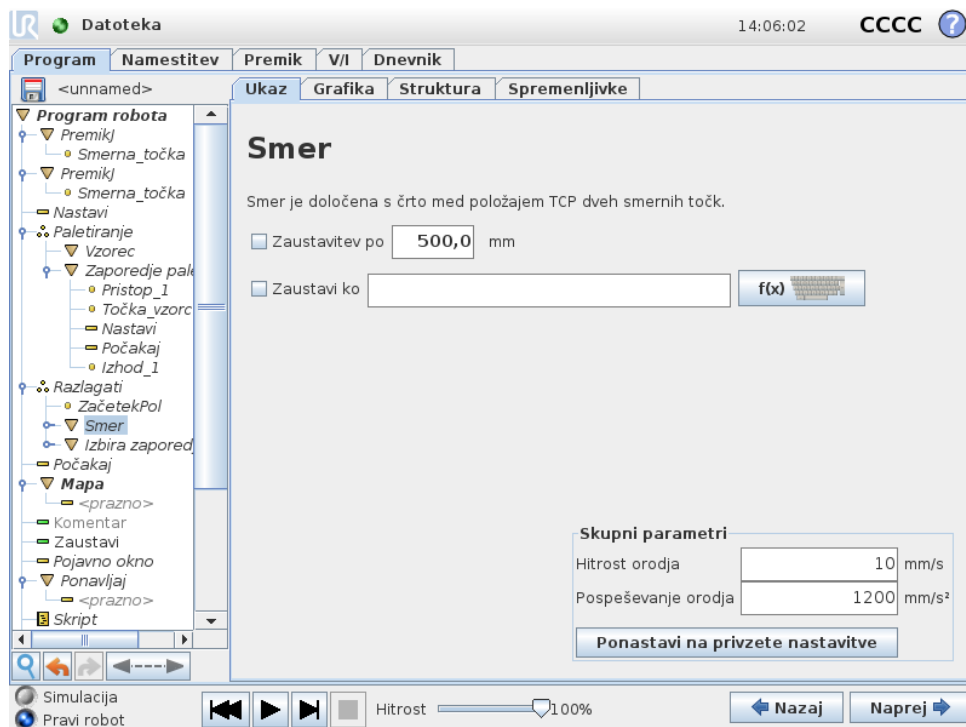 UR Datoteka 14:06:02 CCCC ?
Program Namestitev Premik V/I Dnevnik
<unnamed>
Ukaz Grafika Struktura Spremenljivke
Program robota
PremikJ
Smerna_točka
PremikJ
Smerna_točka
Nastavi
Paletiranje
Vzorec
Zaporedje pale
Pristop_1
Točka_vzorc
Nastavi
Počakaj
Izhod_1
Razlagati
ZačetekPol
Smer
Izbira zapored
Počakaj
Mapa
<prazno>
Komentar
Zaustavi
Pojavno okno
Ponavljaj
<prazno>
Skript
Smer
Smer je določena s črto med položajem TCP dveh smernih točk.
Zaustavitev po 500,0 mm
Zaustavi ko f(x)
Skupni parametri
Hitrost orodja 10 mm/s
Pospeševanje orodja 1200 mm/s²
Ponastavi na privzete nastavitve
Simulacija
Pravi robot
Hitrost 100%
Nazaj Naprej